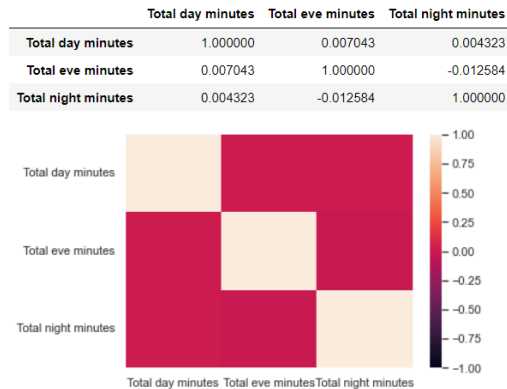 Total day minutes Total eve minutes Total night minutes
Total day minutes 1.000000 0.007043 0.004323
Total eve minutes 0.007043 1.000000 -0.012584
Total night minutes 0.004323 -0.012584 1.000000
1.00
0.75
Total day minutes
0.50
0.25
Total eve minutes
0.00
−0.25
−0.50
Total night minutes
−0.75
−1.00
Total day minutes Total eve minutes Total night minutes